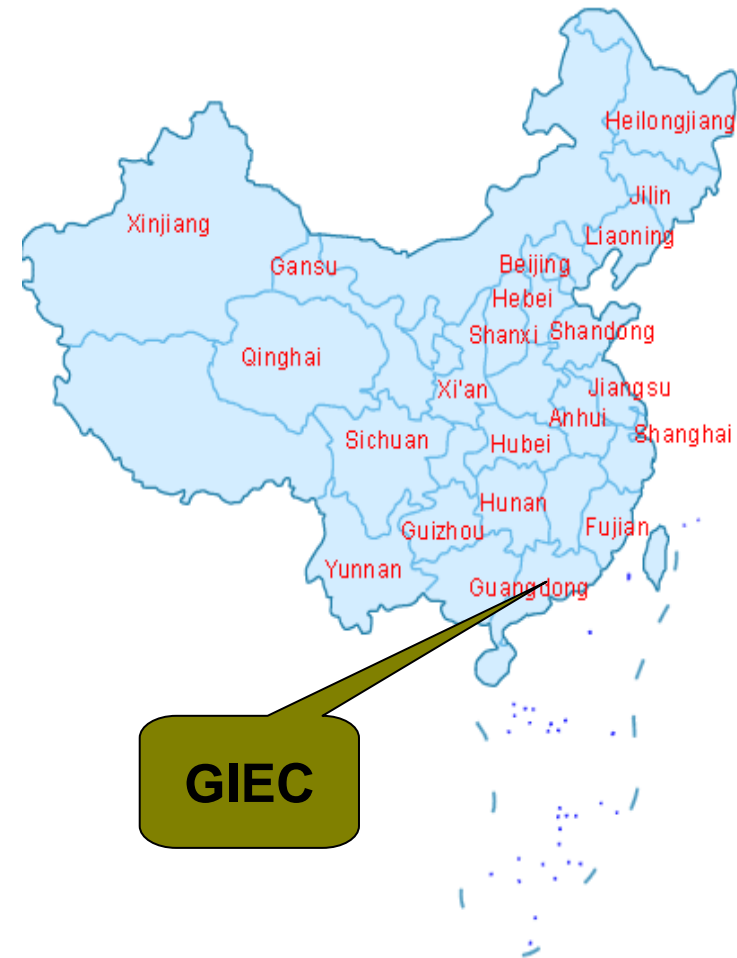 Heilongjiang
Jilin
Xinjiang
Liaoning
Gansu
Beijing
Hebei
Shanxi
Shandong
Qinghai
Xi'an
Jiangsu
Anhui
Shanghai
Sichuan
Hubei
Hunan
Guizhou
Fujian
Yunnan
Guangdong
GIEC